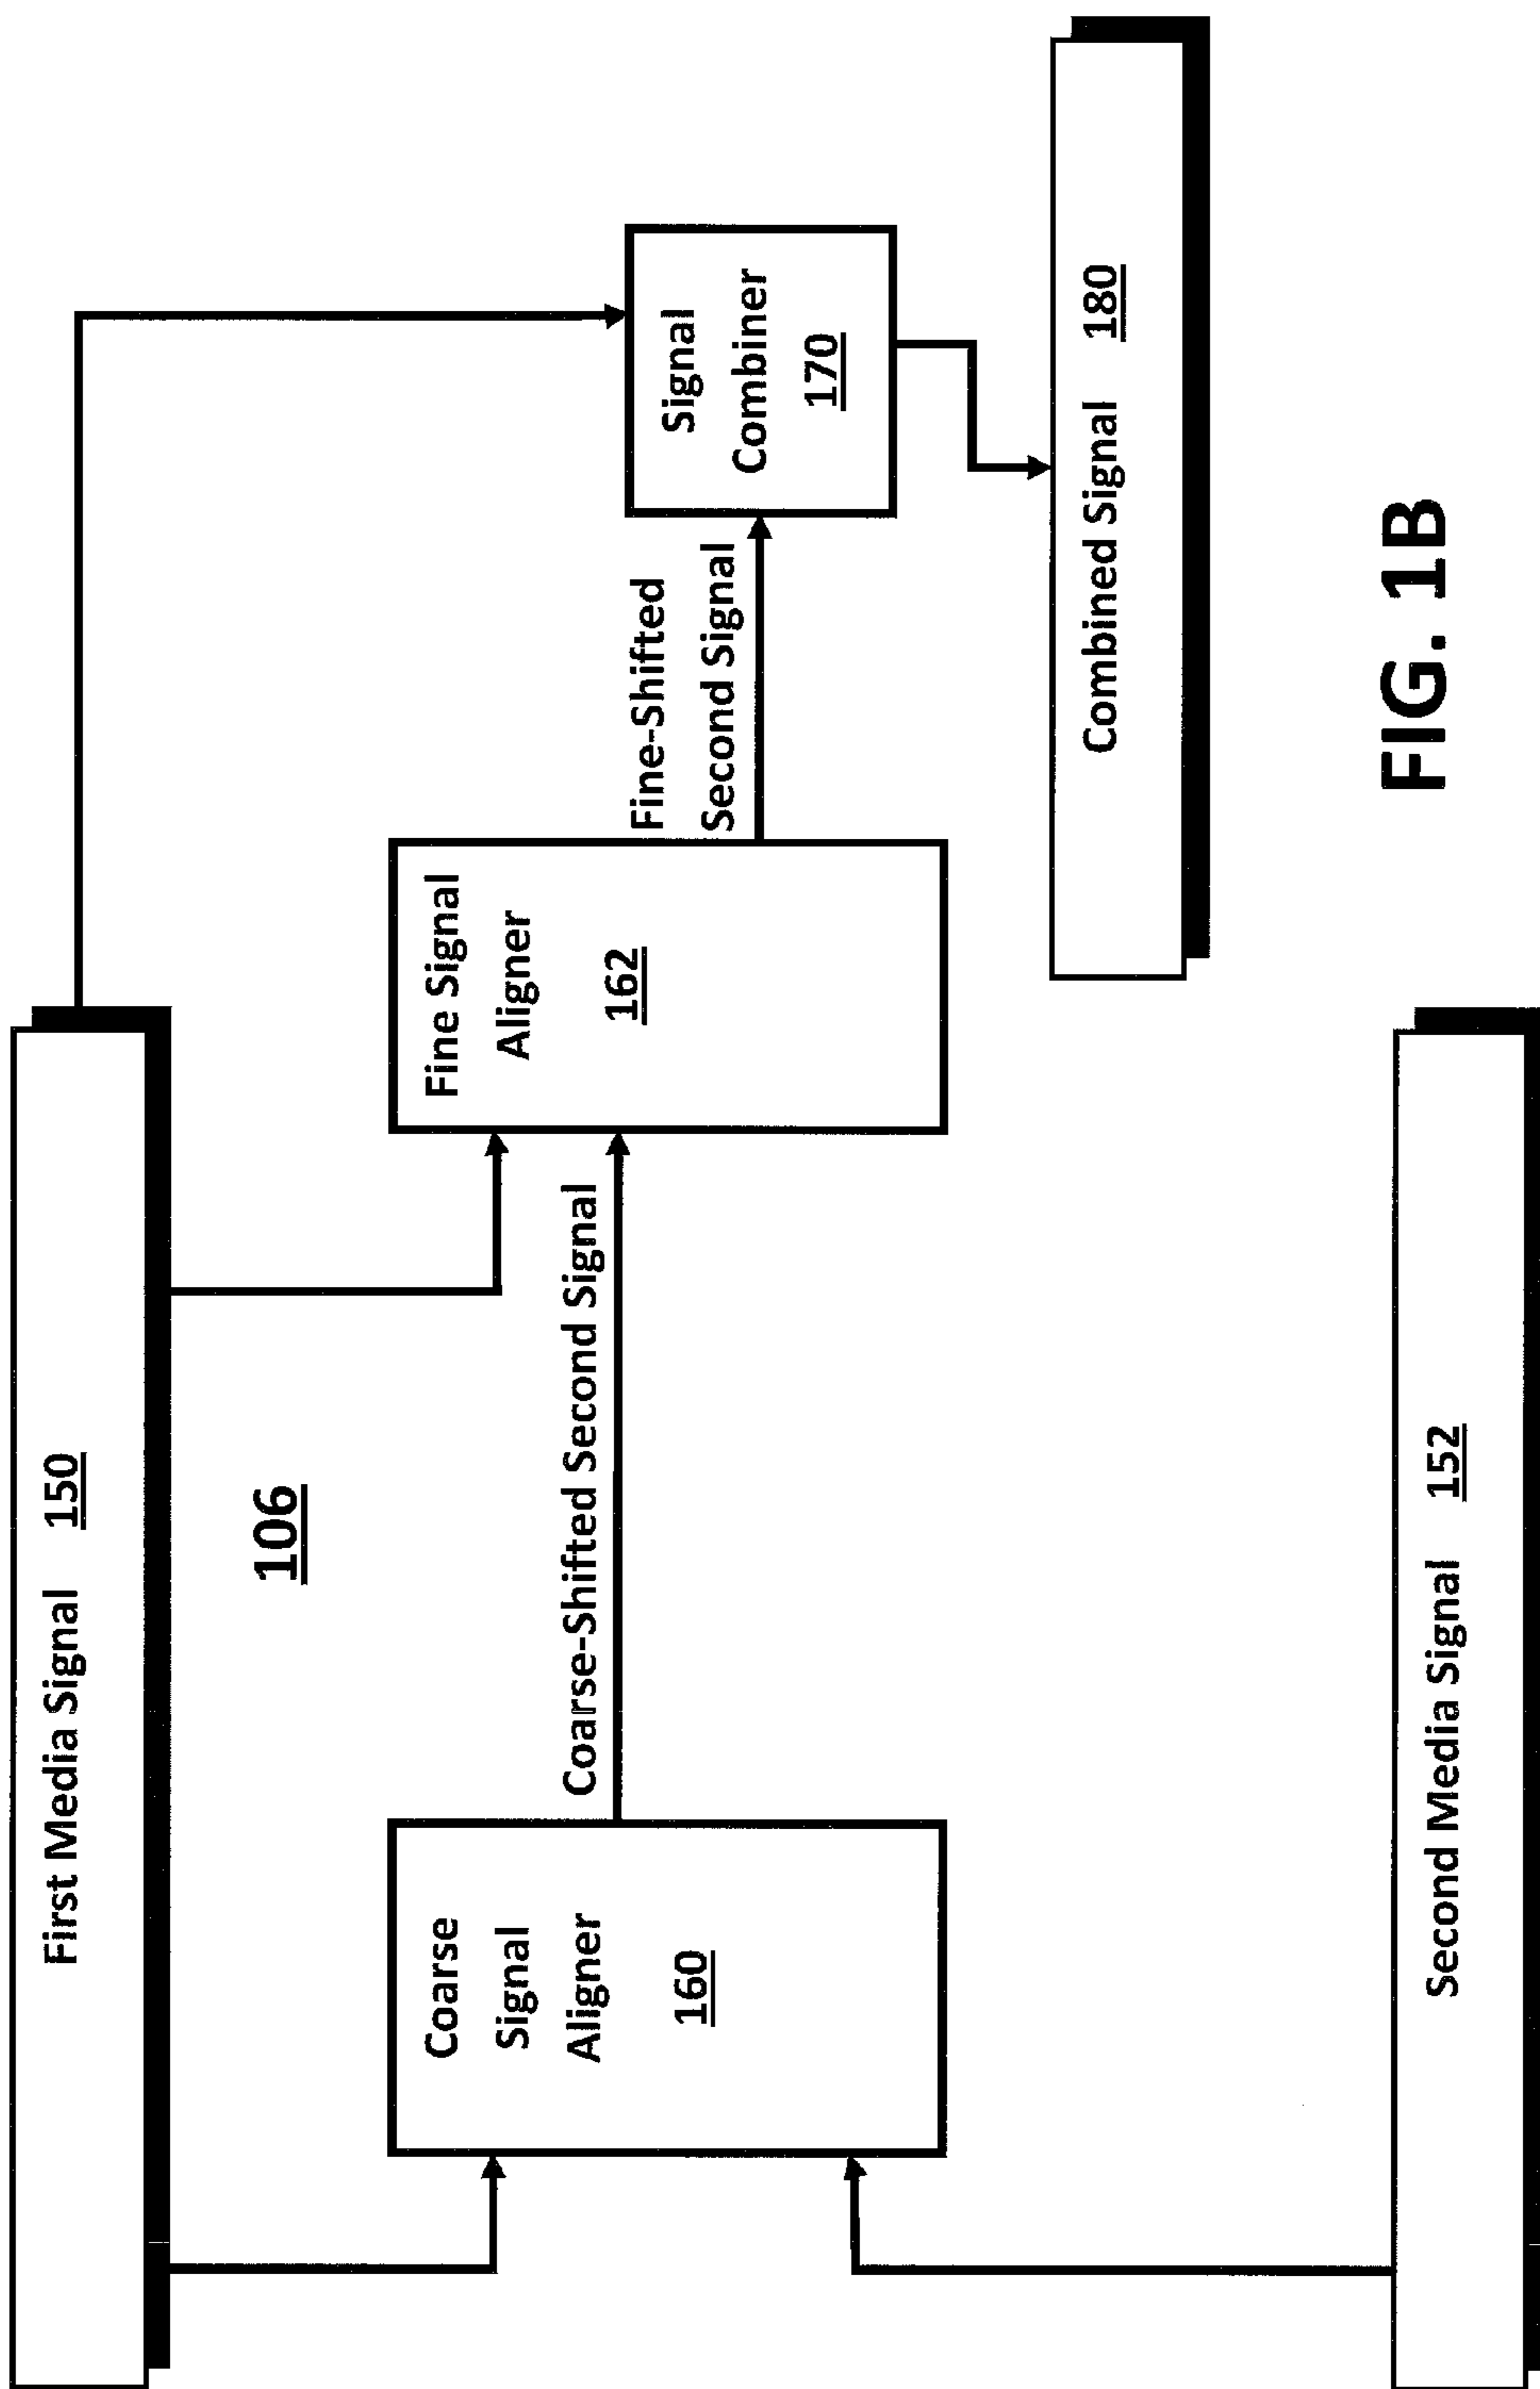 First Media Signal 150
106
Coarse
Signal
Aligner
160
Coarse-Shifted Second Signal
Fine Signal
Aligner
162
Fine-Shifted
Second Signal
Signal
Combiner
170
Combined Signal 180
Second Media Signal 152
FIG. 1B